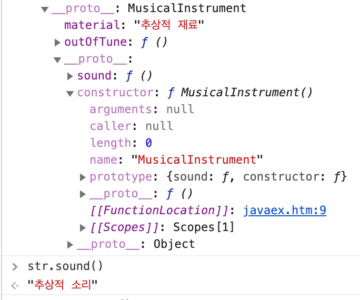 ▼ __proto__: MusicalInstrument
material: "추상적 재료"
▶ outOfTune: ƒ ()
▼ __proto__:
▶ sound: ƒ ()
▼ constructor: ƒ MusicalInstrument()
arguments: null
caller: null
length: 0
name: "MusicalInstrument"
▶ prototype: {sound: ƒ, constructor: ƒ}
▶ __proto__: ƒ ()
[[FunctionLocation]]: javaex.htm:9
▶ [[Scopes]]: Scopes[1]
▶ __proto__: Object
> str.sound()
"추상적 소리"